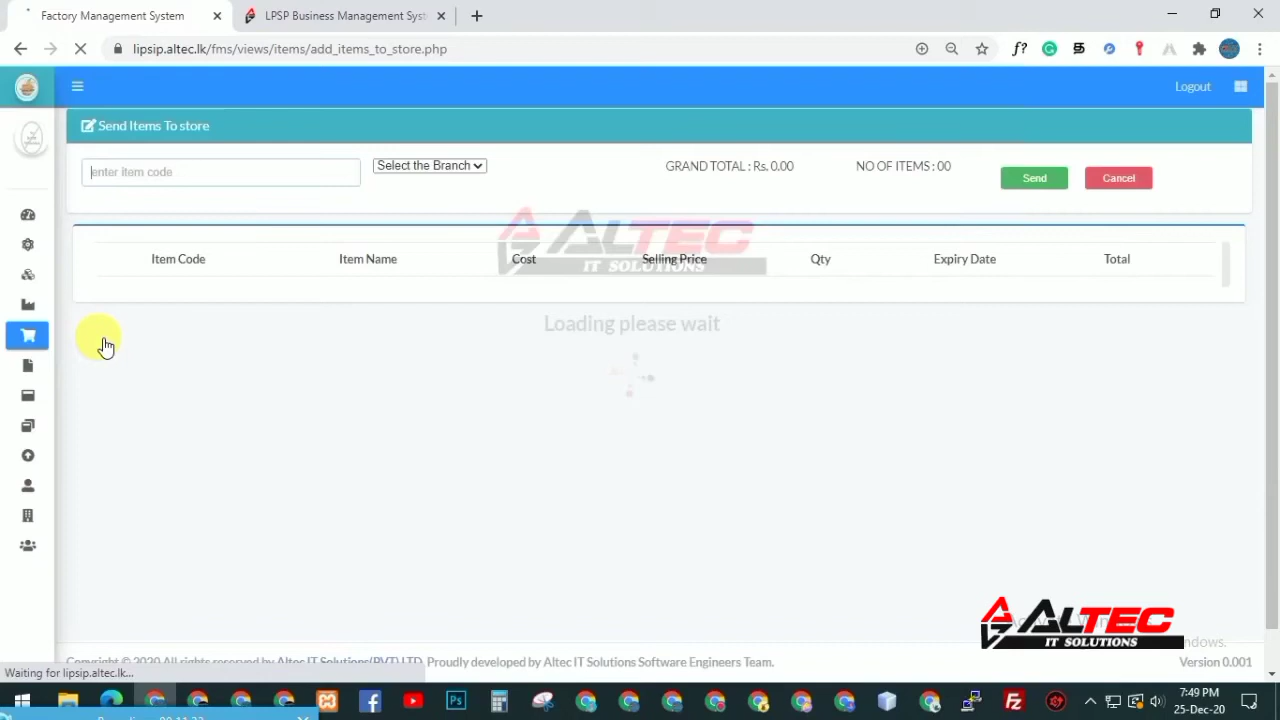 Factory Management System
LPSP Business Management Syst
lipsip.altec.lk/fms/views/items/add_items_to_store.php
f?
Logout
Send Items To store
enter item code
Select the Branch
GRAND TOTAL : Rs. 0.00
NO OF ITEMS : 00
Send
Cancel
ALTEC
IT SOLUTIONS
Item Code
Item Name
Cost
Selling Price
Qty
Expiry Date
Total
Loading please wait
ALTEC
IT SOLUTIONS
Copyright © 2020 All rights reserved by Altec IT Solutions(PVT) LTD. Proudly developed by Altec IT Solutions Software Engineers Team.
Version 0.001
Waiting for lipsip.altec.lk...
7:49 PM
25-Dec-20